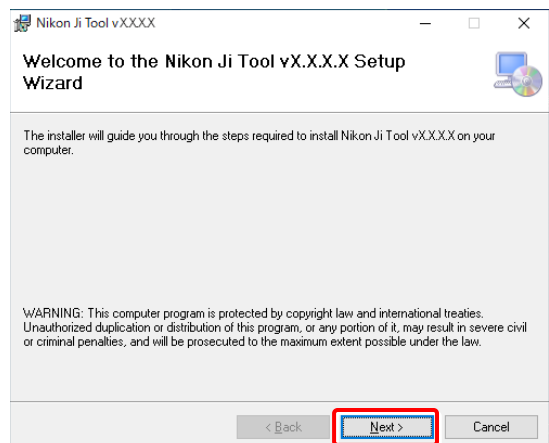 Nikon Ji Tool vXXXX
Welcome to the Nikon Ji Tool vX.X.X.X Setup
Wizard
The installer will guide you through the steps required to install Nikon Ji Tool vX.X.X.X on your
computer.
WARNING: This computer program is protected by copyright law and international treaties.
Unauthorized duplication or distribution of this program, or any portion of it, may result in severe civil
or criminal penalties, and will be prosecuted to the maximum extent possible under the law.
< Back Next > Cancel